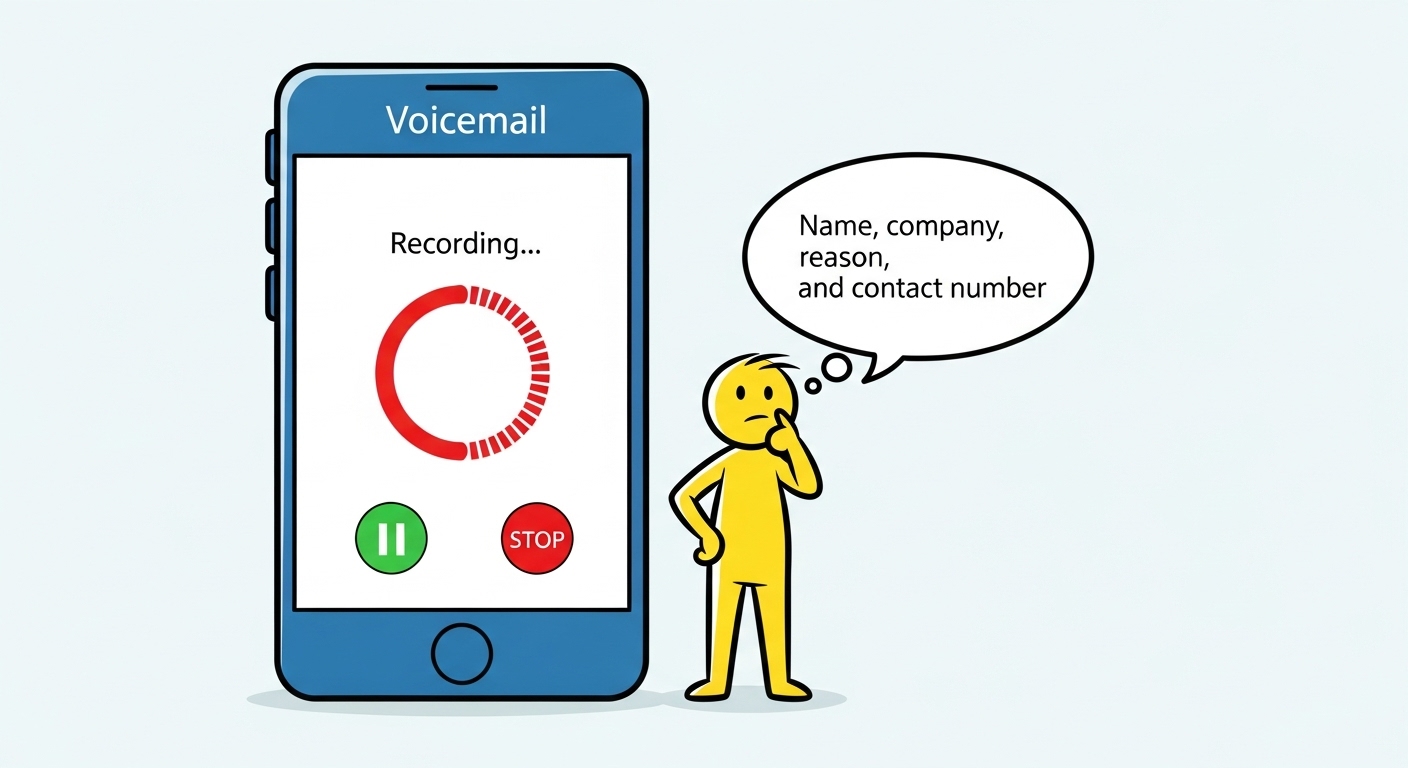 Voicemail
Recording...
Name, company,
reason,
and contact number
STOP